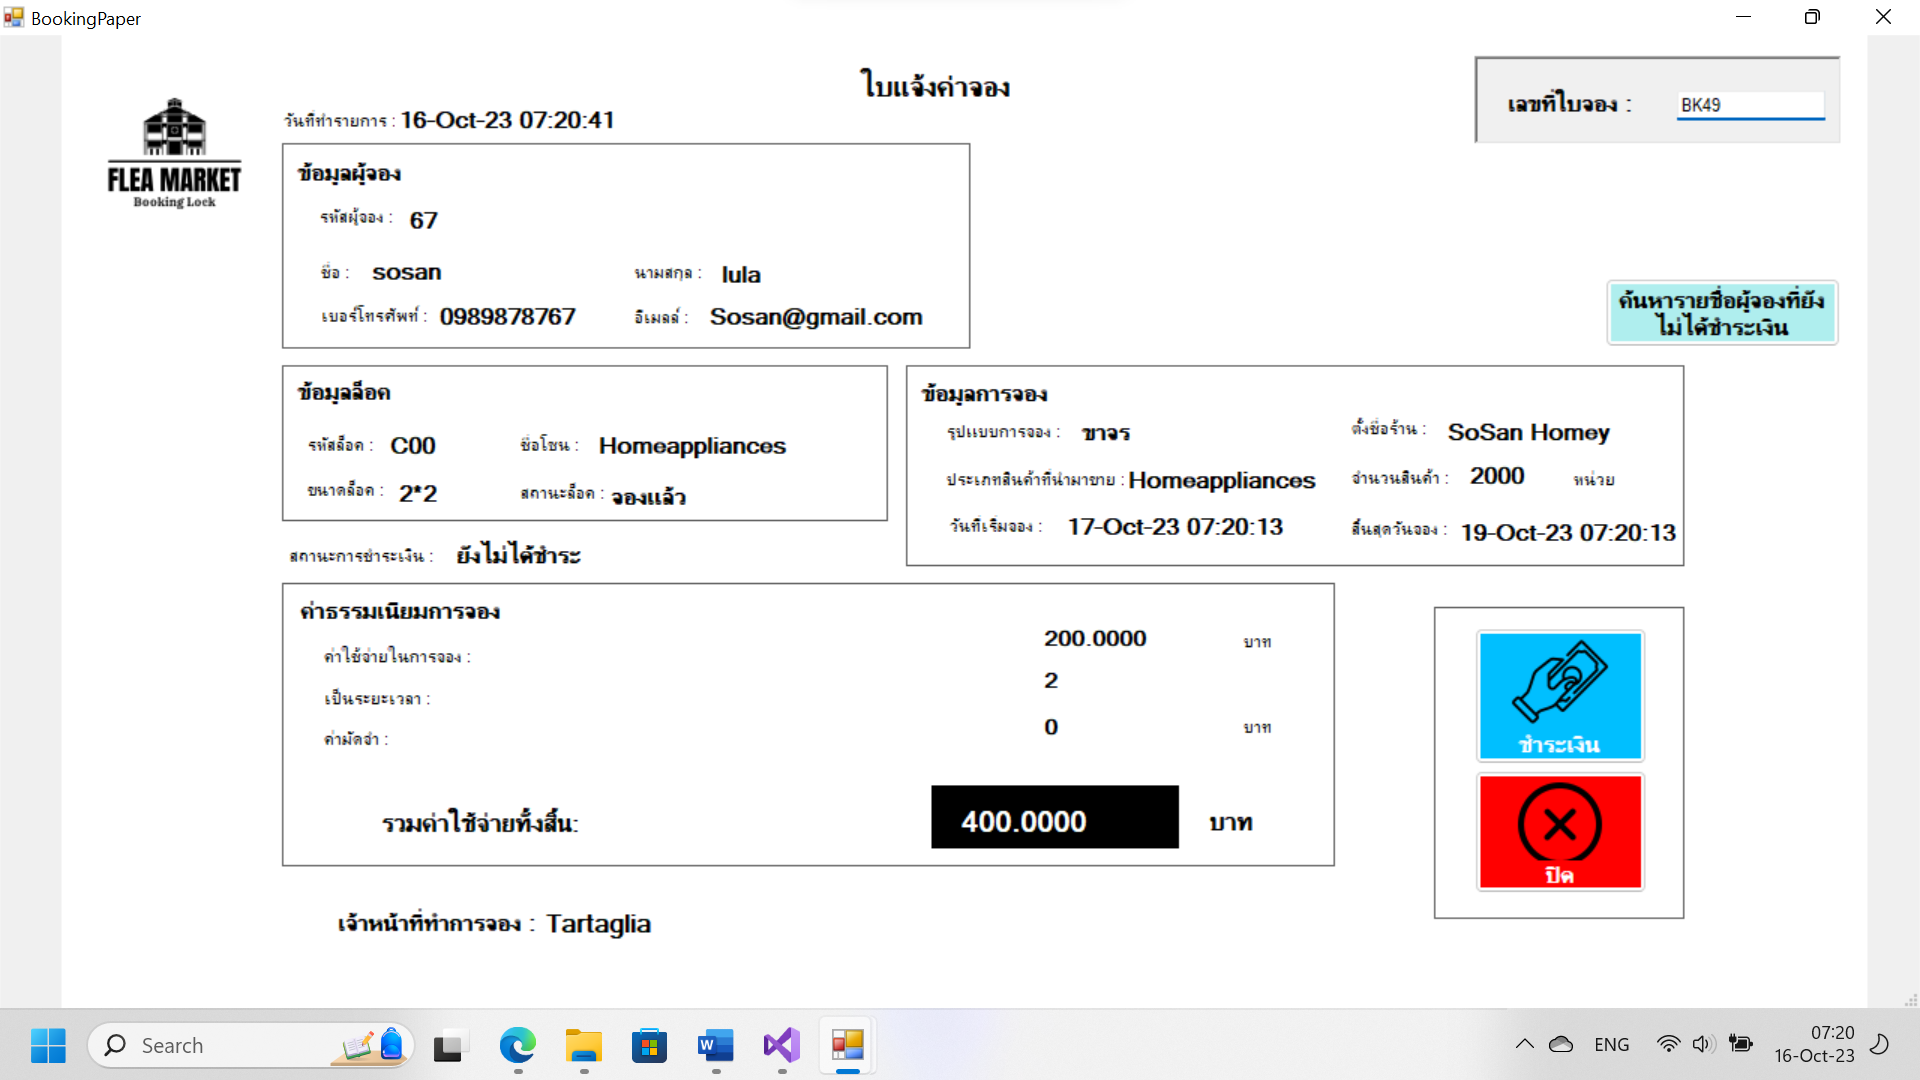 BookingPaper
ใบแจ้งค่าจอง
เลขที่ใบจอง : BK49
วันที่ทำรายการ : 16-Oct-23 07:20:41
FLEA MARKET
Booking Lock
ข้อมูลผู้จอง
รหัสผู้จอง : 67
ชื่อ : sosan นามสกุล : lula
เบอร์โทรศัพท์ : 0989878767 อีเมลล์ : Sosan@gmail.com
ค้นหารายชื่อผู้จองที่ยัง
ไม่ได้ชำระเงิน
ข้อมูลล็อค
รหัสล็อค : C00 ชื่อโซน : Homeappliances
ขนาดล็อค : 2*2 สถานะล็อค : จองแล้ว
ข้อมูลการจอง
รูปแบบการจอง : ขาจร ตั้งชื่อร้าน : SoSan Homey
ประเภทสินค้าที่นำมาขาย : Homeappliances จำนวนสินค้า : 2000 หน่วย
วันที่เริ่มจอง : 17-Oct-23 07:20:13 สิ้นสุดวันจอง : 19-Oct-23 07:20:13
สถานะการชำระเงิน : ยังไม่ได้ชำระ
ค่าธรรมเนียมการจอง
ค่าใช้จ่ายในการจอง : 200.0000 บาท
เป็นระยะเวลา : 2
ค่ามัดจำ : 0 บาท
รวมค่าใช้จ่ายทั้งสิ้น: 400.0000 บาท
ชำระเงิน
ปิด
เจ้าหน้าที่ทำการจอง : Tartaglia
Search
ENG
07:20
16-Oct-23